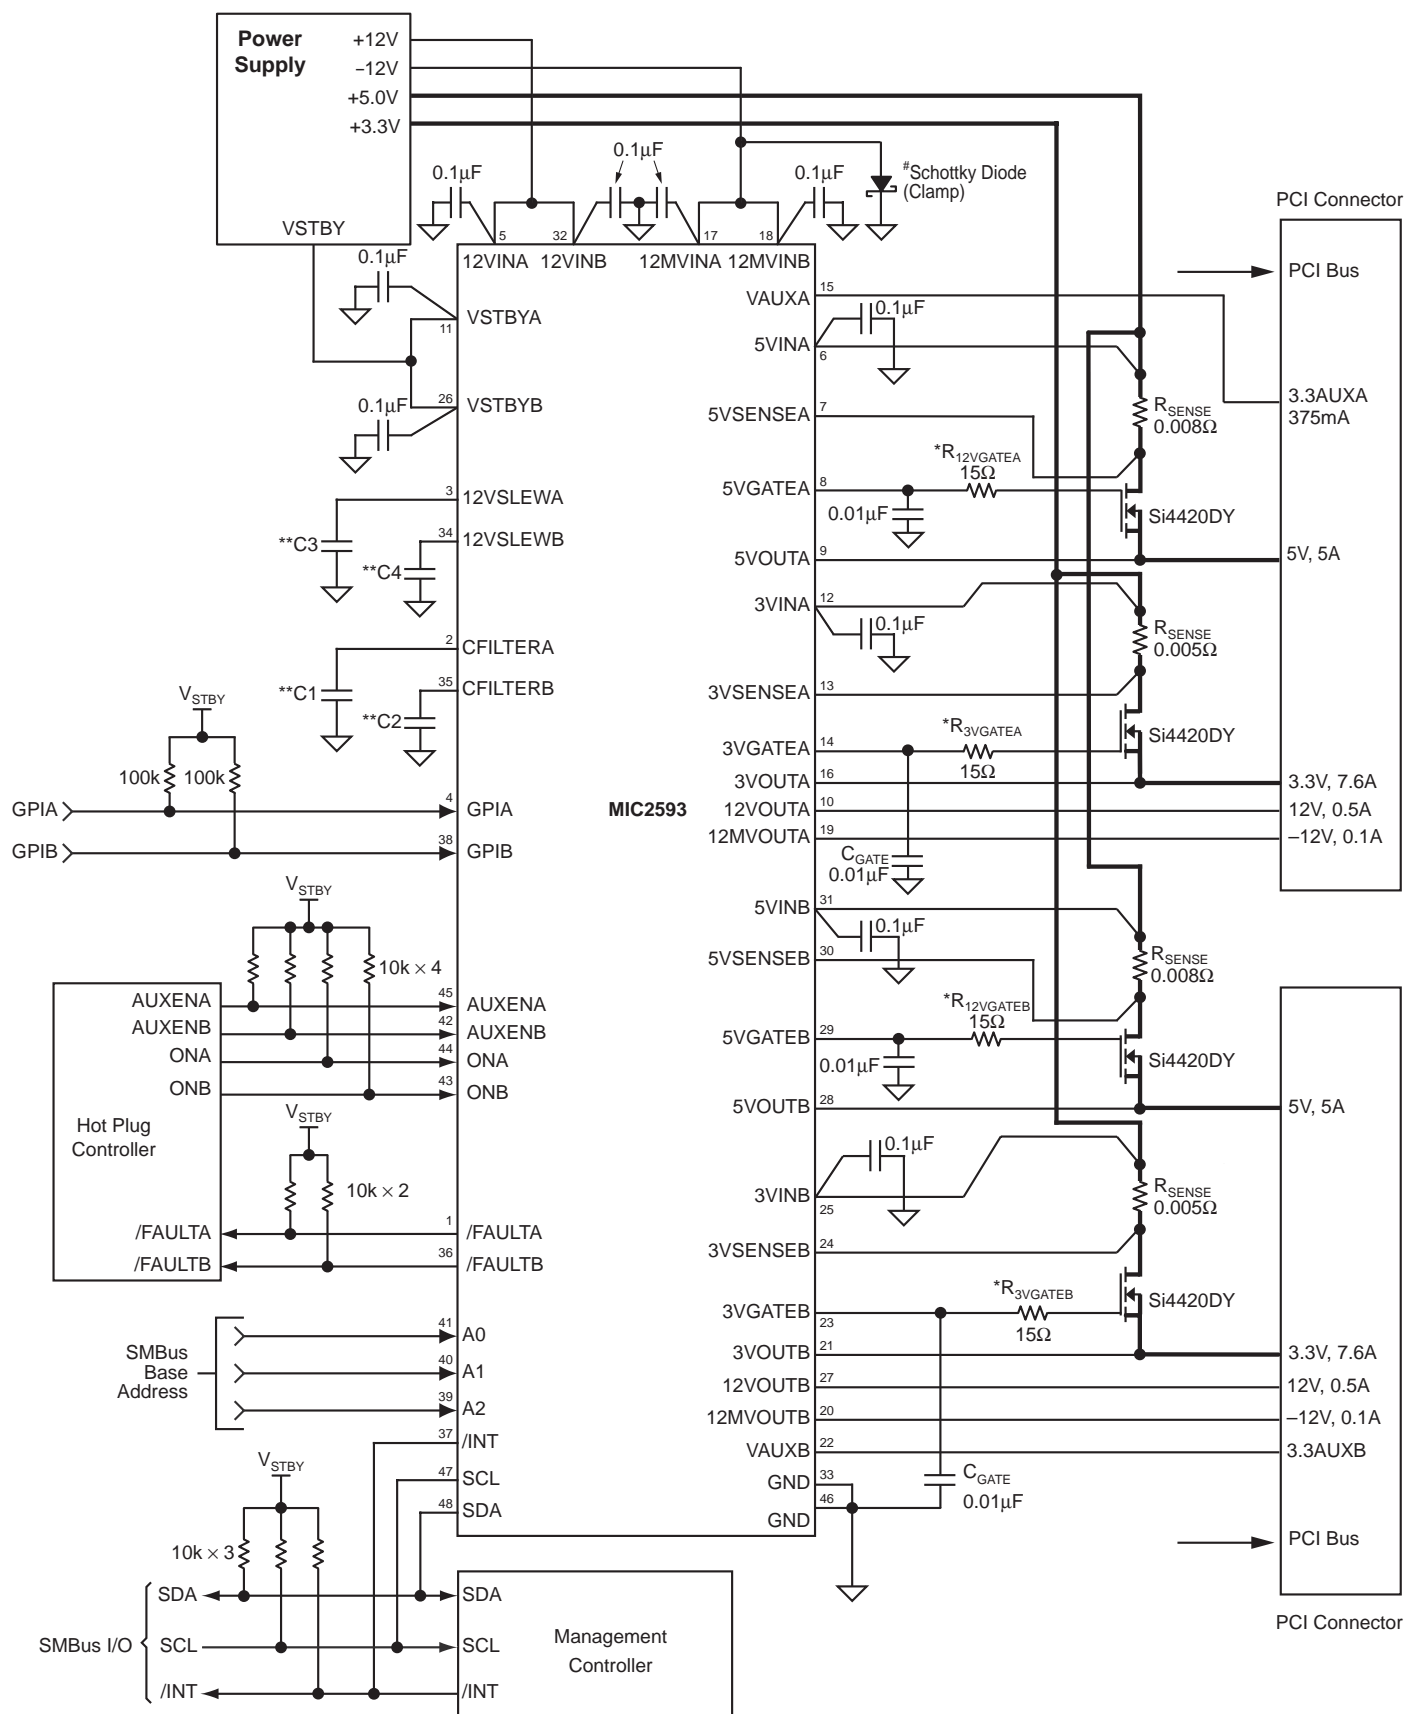 Power
Supply
+12V
–12V
+5.0V
+3.3V
VSTBY
0.1µF
0.1µF
0.1µF
#Schottky Diode
(Clamp)
PCI Connector
5
32
17
18
12VINA
12VINB
12MVINA
12MVINB
0.1µF
VSTBYA
11
26
VSTBYB
0.1µF
3
12VSLEWA
34
12VSLEWB
**C3
**C4
2
CFILTERA
35
CFILTERB
**C1
**C2
VSTBY
100k
100k
GPIA
4
GPIA
GPIB
38
GPIB
VSTBY
10k × 4
AUXENA
45
AUXENA
AUXENB
42
AUXENB
ONA
44
ONA
ONB
43
ONB
Hot Plug
Controller
VSTBY
10k × 2
/FAULTA
1
/FAULTA
/FAULTB
36
/FAULTB
SMBus
Base
Address
41
A0
40
A1
39
A2
37
/INT
47
SCL
48
SDA
VSTBY
10k × 3
SMBus I/O
SDA
SCL
/INT
SDA
SCL
/INT
Management
Controller
MIC2593
VAUXA
15
5VINA
6
0.1µF
5VSENSEA
7
5VGATEA
8
*R12VGATEA
15Ω
0.01µF
5VOUTA
9
RSENSE
0.008Ω
Si4420DY
3VINA
12
0.1µF
3VSENSEA
13
RSENSE
0.005Ω
3VGATEA
14
*R3VGATEA
15Ω
Si4420DY
3VOUTA
16
12VOUTA
10
12MVOUTA
19
CGATE
0.01µF
5VINB
31
0.1µF
5VSENSEB
30
RSENSE
0.008Ω
5VGATEB
29
*R12VGATEB
15Ω
0.01µF
Si4420DY
5VOUTB
28
3VINB
25
0.1µF
3VSENSEB
24
RSENSE
0.005Ω
3VGATEB
23
*R3VGATEB
15Ω
Si4420DY
3VOUTB
21
12VOUTB
27
12MVOUTB
20
VAUXB
22
GND
33
GND
46
CGATE
0.01µF
PCI Bus
3.3AUXA
375mA
5V, 5A
3.3V, 7.6A
12V, 0.5A
–12V, 0.1A
5V, 5A
3.3V, 7.6A
12V, 0.5A
–12V, 0.1A
3.3AUXB
PCI Bus
PCI Connector